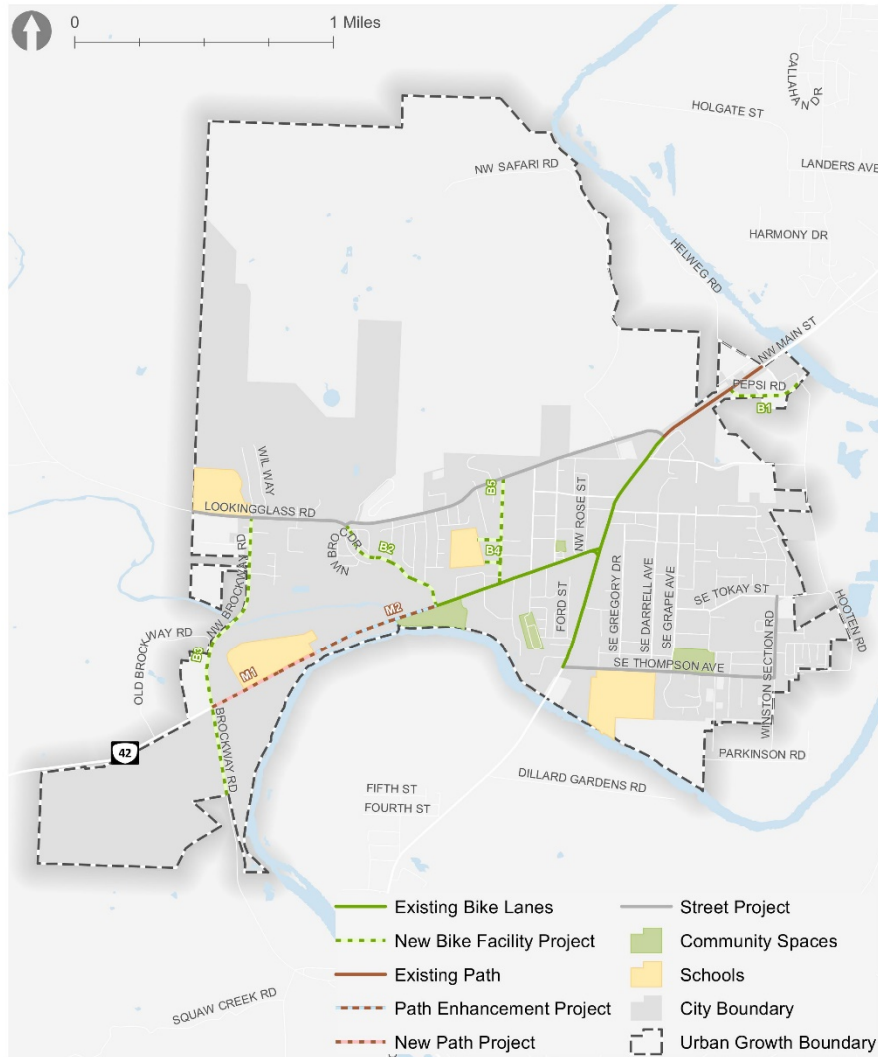 0 1 Miles
CALLAHAN DR
HOLGATE ST
LANDERS AVE
NW SAFARI RD
HARMONY DR
HELWEG RD
NW MAIN ST
PEPSI RD
B1
WIL WAY
LOOKINGGLASS RD
B5
NW BROCKWAY RD
NW BROC DR
B2
B4
NW ROSE ST
M2
FORD ST
SE GREGORY DR
SE DARRELL AVE
SE GRAPE AVE
SE TOKAY ST
HOOTEN RD
OLD BROCKWAY RD
B3
M1
SE THOMPSON AVE
WINSTON SECTION RD
42
BROCKWAY RD
PARKINSON RD
DILLARD GARDENS RD
FIFTH ST
FOURTH ST
SQUAW CREEK RD
Existing Bike Lanes
New Bike Facility Project
Existing Path
Path Enhancement Project
New Path Project
Street Project
Community Spaces
Schools
City Boundary
Urban Growth Boundary